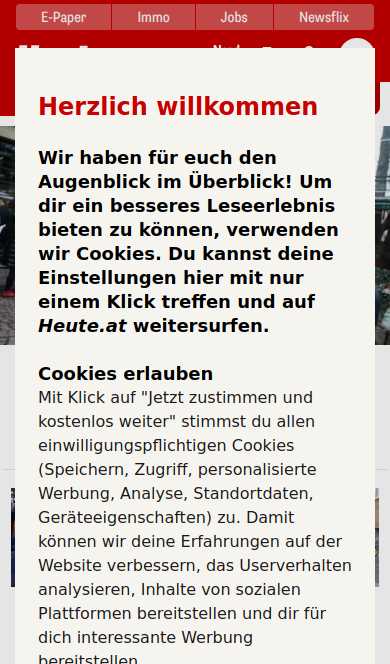 E-Paper Immo Jobs Newsflix
Herzlich willkommen
Wir haben für euch den
Augenblick im Überblick! Um
dir ein besseres Leseerlebnis
bieten zu können, verwenden
wir Cookies. Du kannst deine
Einstellungen hier mit nur
einem Klick treffen und auf
Heute.at weitersurfen.
Cookies erlauben
Mit Klick auf "Jetzt zustimmen und
kostenlos weiter" stimmst du allen
einwilligungspflichtigen Cookies
(Speichern, Zugriff, personalisierte
Werbung, Analyse, Standortdaten,
Geräteeigenschaften) zu. Damit
können wir deine Erfahrungen auf der
Website verbessern, das Userverhalten
analysieren, Inhalte von sozialen
Plattformen bereitstellen und dir für
dich interessante Werbung
bereitstellen